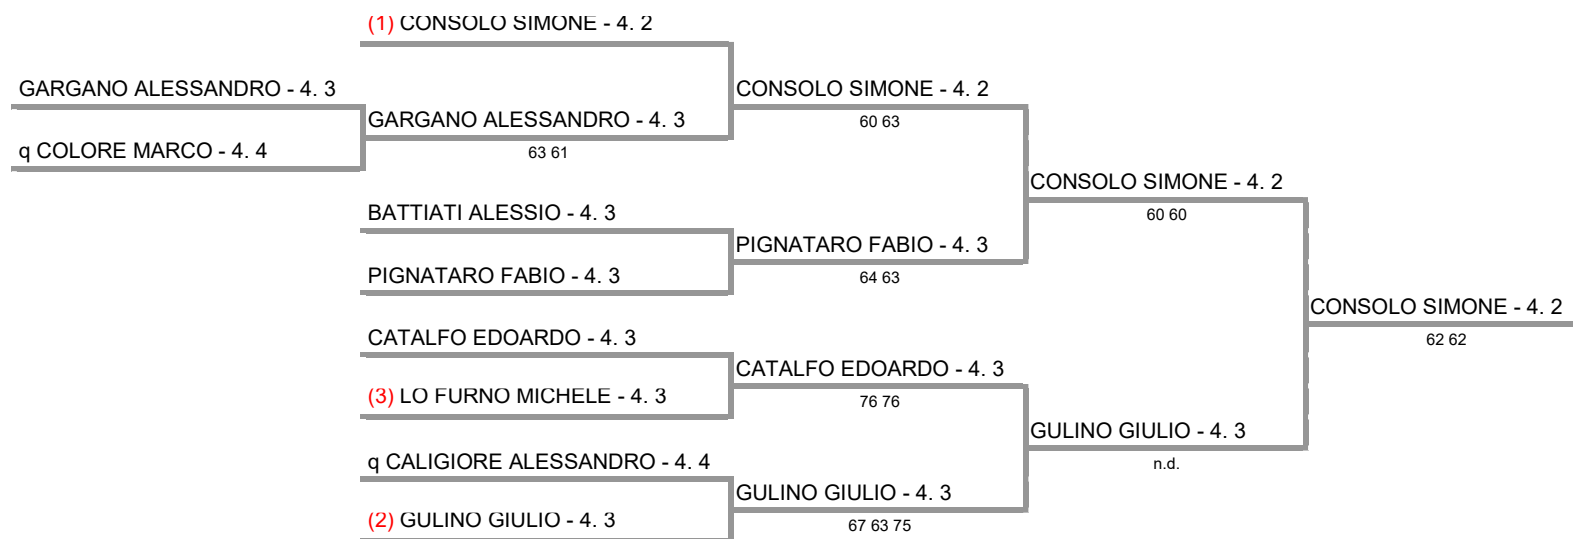 (1) CONSOLO SIMONE - 4. 2
GARGANO ALESSANDRO - 4. 3
CONSOLO SIMONE - 4. 2
GARGANO ALESSANDRO - 4. 3
60 63
q COLORE MARCO - 4. 4
63 61
CONSOLO SIMONE - 4. 2
BATTIATI ALESSIO - 4. 3
60 60
PIGNATARO FABIO - 4. 3
PIGNATARO FABIO - 4. 3
64 63
CONSOLO SIMONE - 4. 2
CATALFO EDOARDO - 4. 3
62 62
CATALFO EDOARDO - 4. 3
(3) LO FURNO MICHELE - 4. 3
76 76
GULINO GIULIO - 4. 3
q CALIGIORE ALESSANDRO - 4. 4
n.d.
GULINO GIULIO - 4. 3
(2) GULINO GIULIO - 4. 3
67 63 75